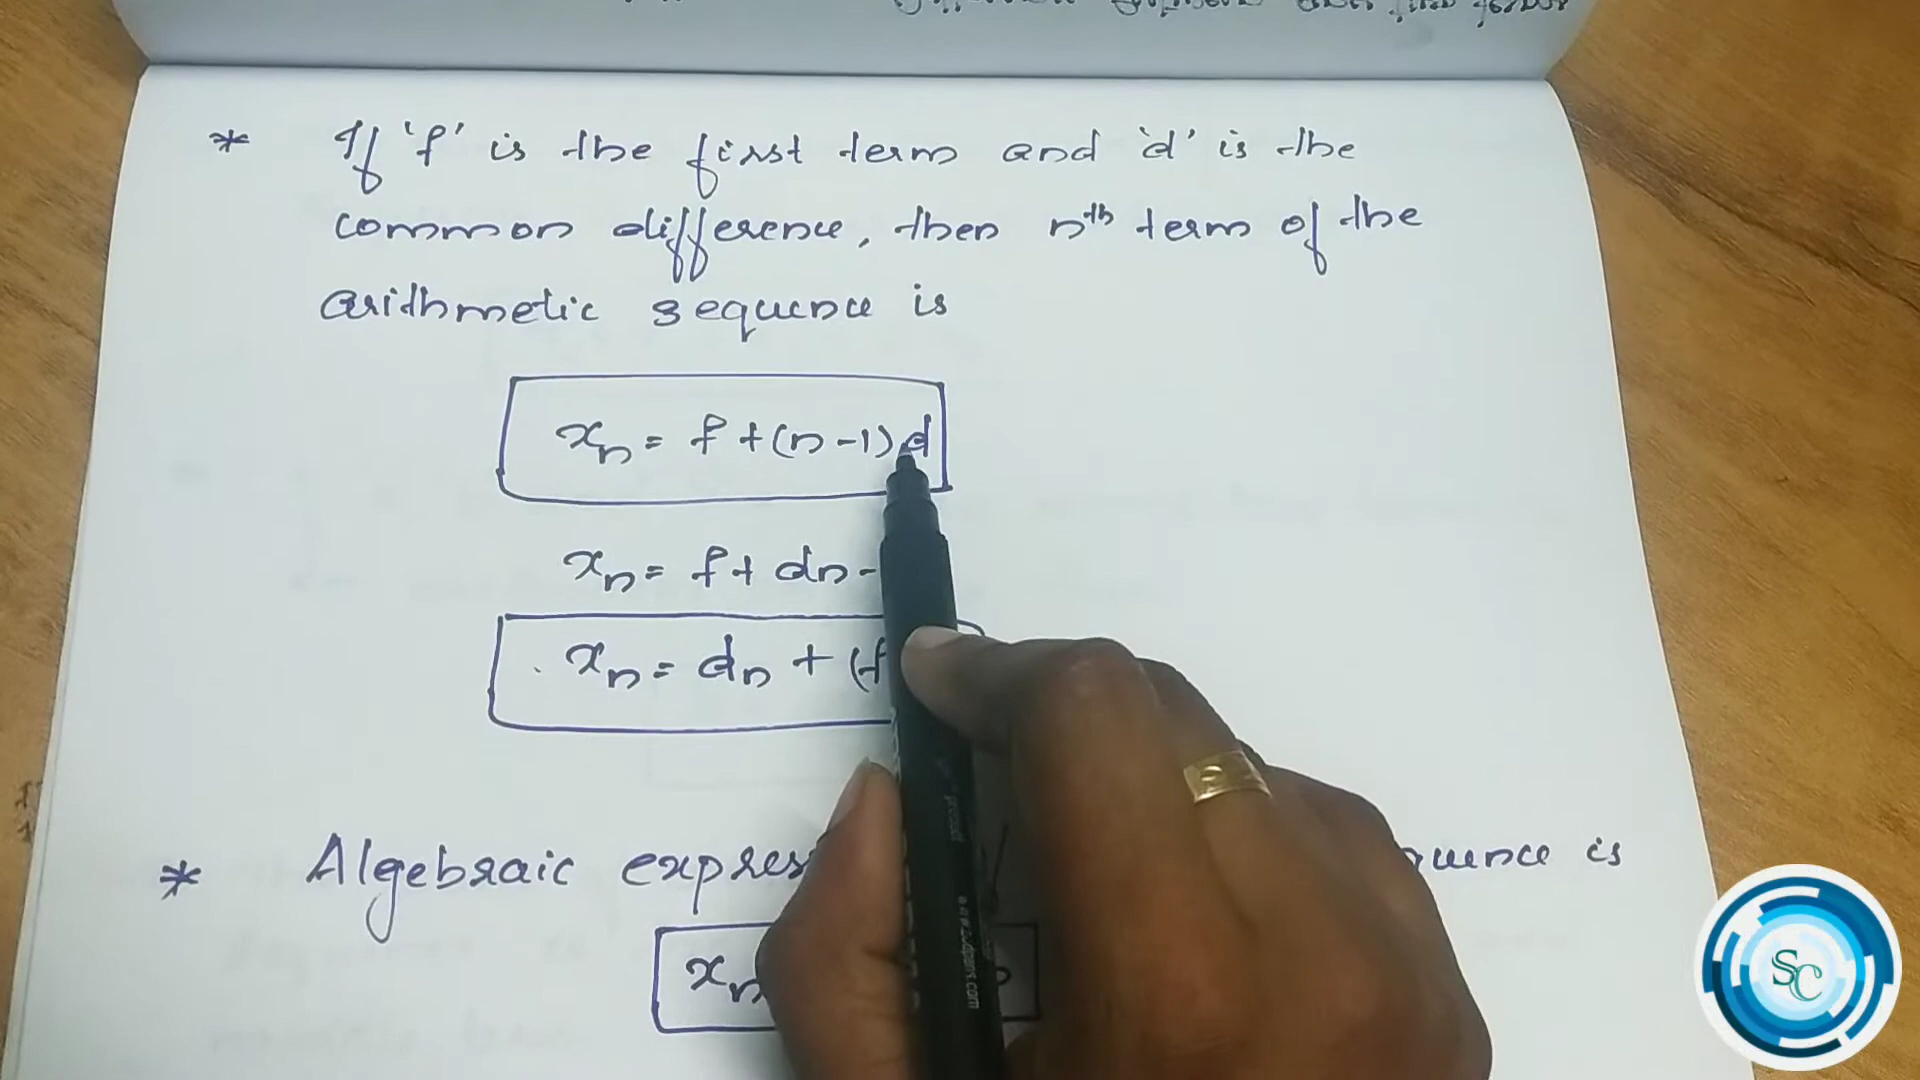 * If 'f' is the first term and 'd' is the
common difference, then nth term of the
arithmetic sequence is
xn = f + (n-1)d
xn = f + dn -
xn = dn + (f
* Algebraic expres is
xn
SC